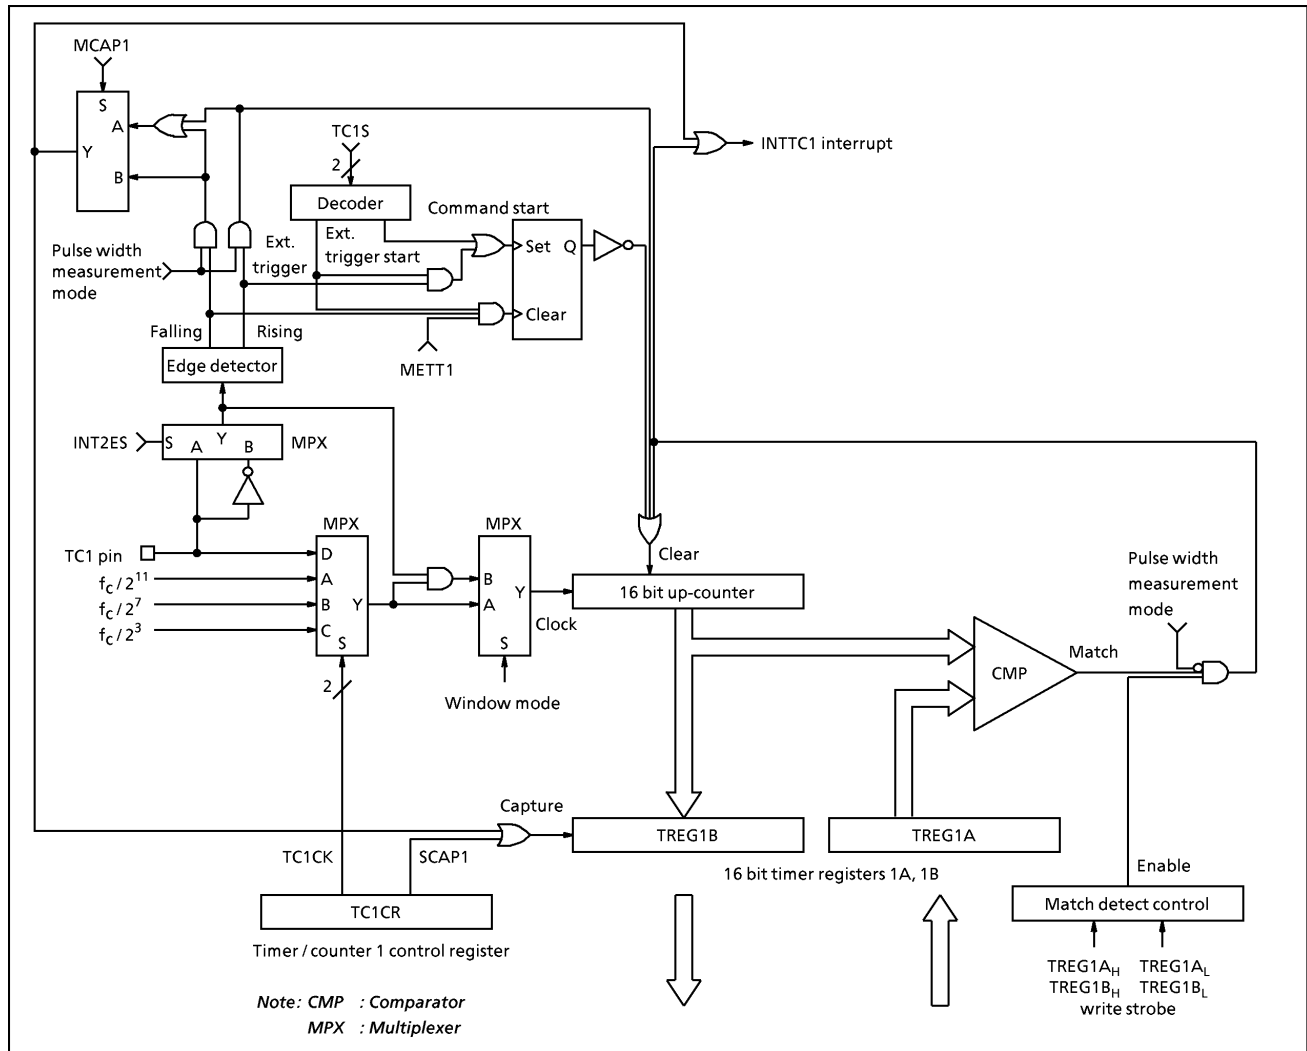 MCAP1
S
A
Y
B
TC1S
2
Decoder
INTTC1 interrupt
Command start
Pulse width
measurement
mode
Ext.
trigger
Ext.
trigger start
Set Q
Clear
Falling Rising
METT1
Edge detector
INT2ES
S A Y B
MPX
TC1 pin
fc / 2^11
fc / 2^7
fc / 2^3
MPX
D
A
B Y
C
S
2
MPX
B
Y
A
S
Clock
Window mode
Clear
16 bit up-counter
CMP
Match
Pulse width
measurement
mode
Capture
TREG1B
TREG1A
16 bit timer registers 1A, 1B
TC1CK
SCAP1
Enable
Match detect control
TC1CR
Timer / counter 1 control register
TREG1AH TREG1AL
TREG1BH TREG1BL
write strobe
Note: CMP : Comparator
MPX : Multiplexer